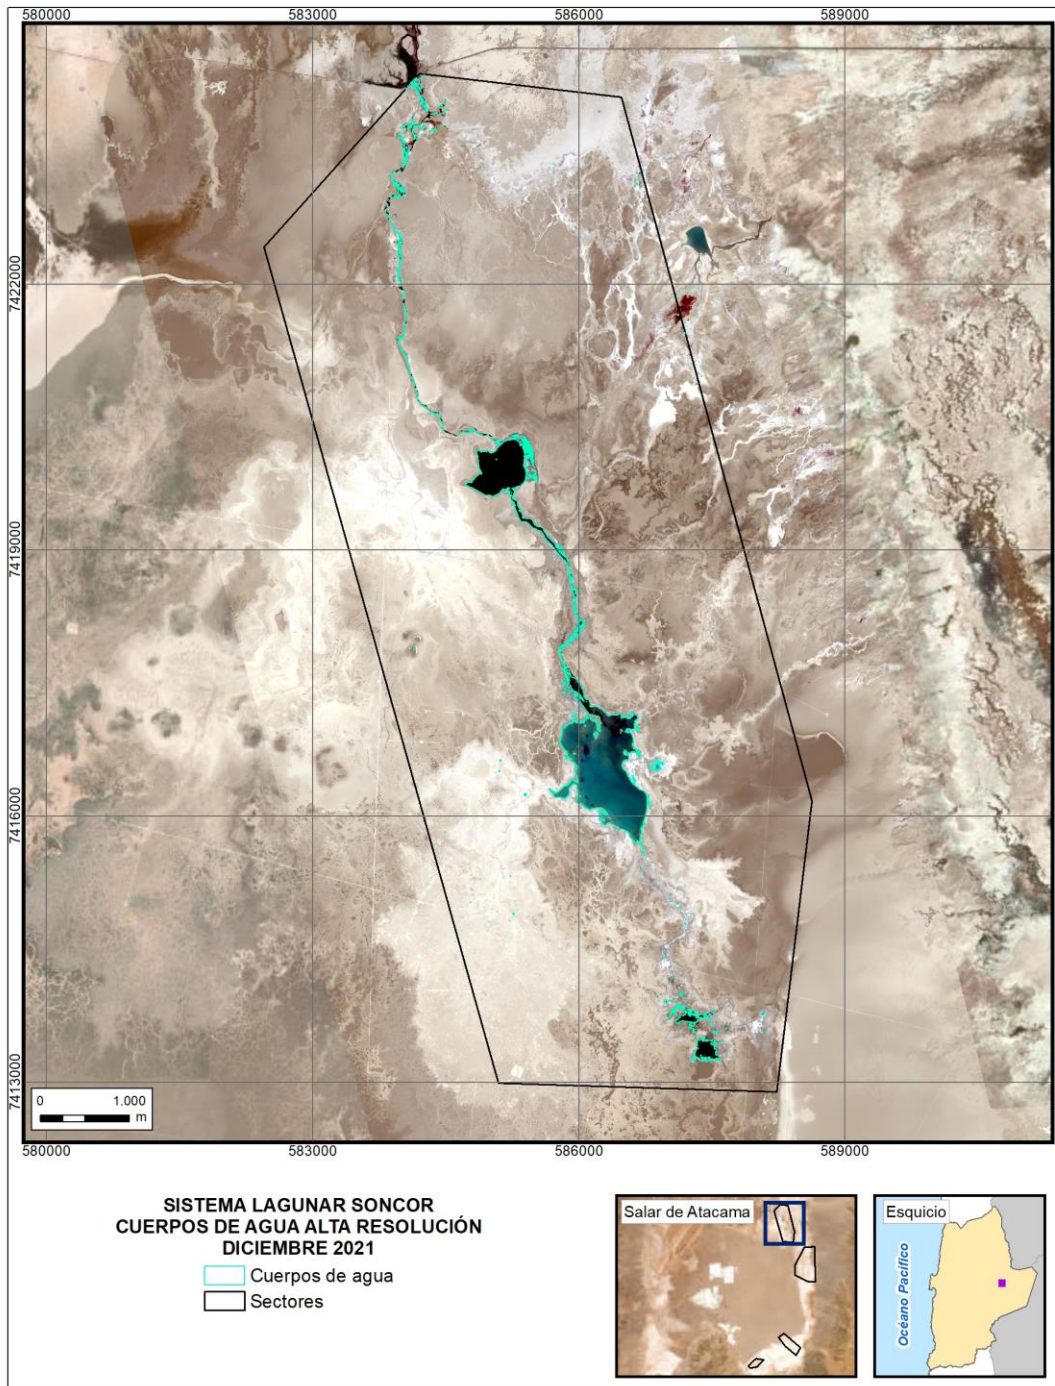 580000
583000
586000
589000
7422000
7419000
7416000
7413000
0
1.000
m
580000
583000
586000
589000
SISTEMA LAGUNAR SONCOR
CUERPOS DE AGUA ALTA RESOLUCIÓN
DICIEMBRE 2021
Cuerpos de agua
Sectores
Salar de Atacama
Esquicio
Océano Pacífico